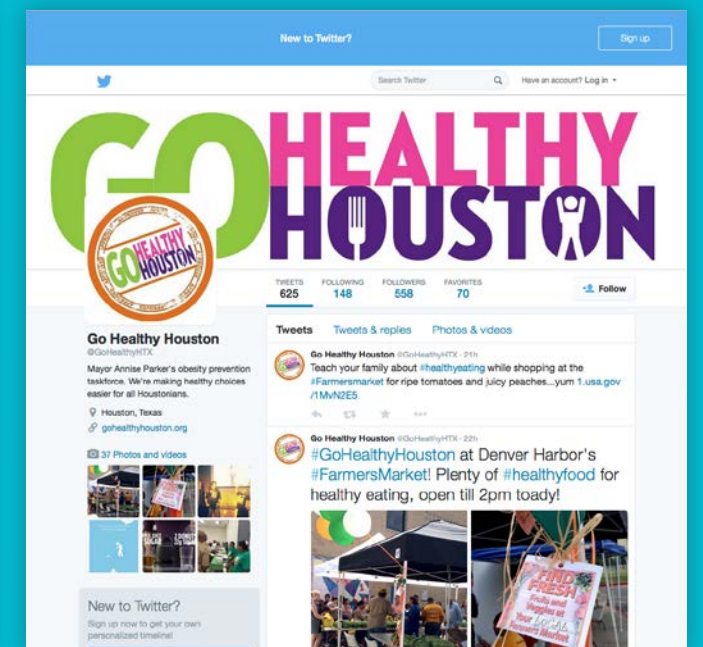 New to Twitter?
Sign up
Search Twitter
Have an account? Log in
GO HEALTHY
HOUSTON
GO HEALTHY
HOUSTON
TWEETS
625
FOLLOWING
148
FOLLOWERS
558
FAVORITES
70
Follow
Go Healthy Houston
@GoHealthyHTX
Mayor Annise Parker's obesity prevention
taskforce. We're making healthy choices
easier for all Houstonians.
Houston, Texas
gohealthyhouston.org
37 Photos and videos
New to Twitter?
Sign up now to get your own
personalized timeline!
Tweets
Tweets & replies
Photos & videos
Go Healthy Houston @GoHealthyHTX · 21h
Teach your family about #healthyeating while shopping at the
#Farmersmarket for ripe tomatoes and juicy peaches...yum 1.usa.gov
/1MvN2E5
Go Healthy Houston @GoHealthyHTX · 22h
#GoHealthyHouston at Denver Harbor's
#FarmersMarket! Plenty of #healthyfood for
healthy eating, open till 2pm toady!
FIND
FRESH
Fruits and
Veggies at
Your LOCAL
Farmers Market